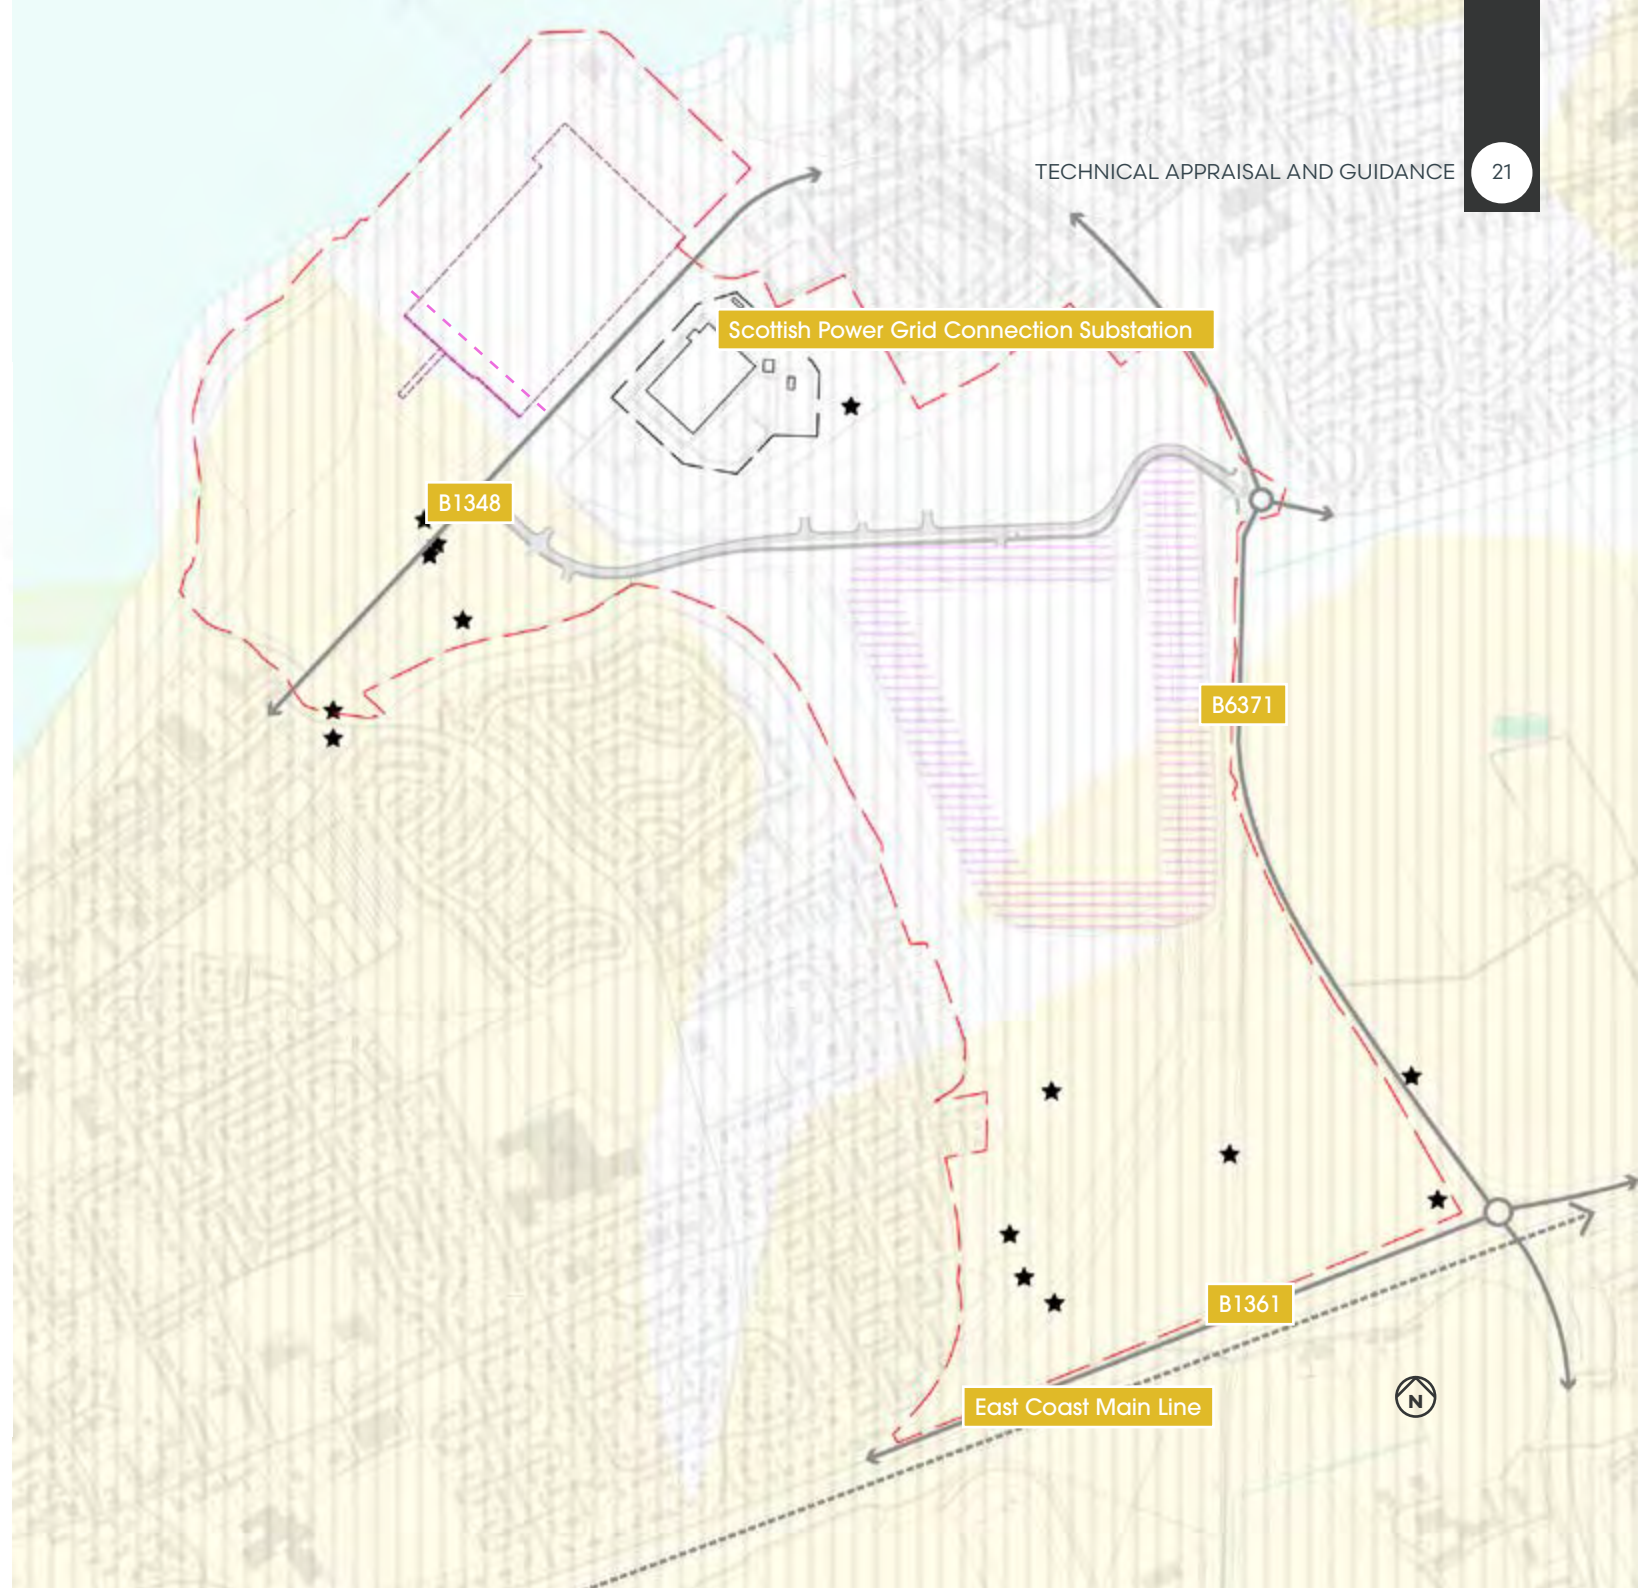 TECHNICAL APPRAISAL AND GUIDANCE
21
Scottish Power Grid Connection Substation
B1348
B6371
B1361
East Coast Main Line
N